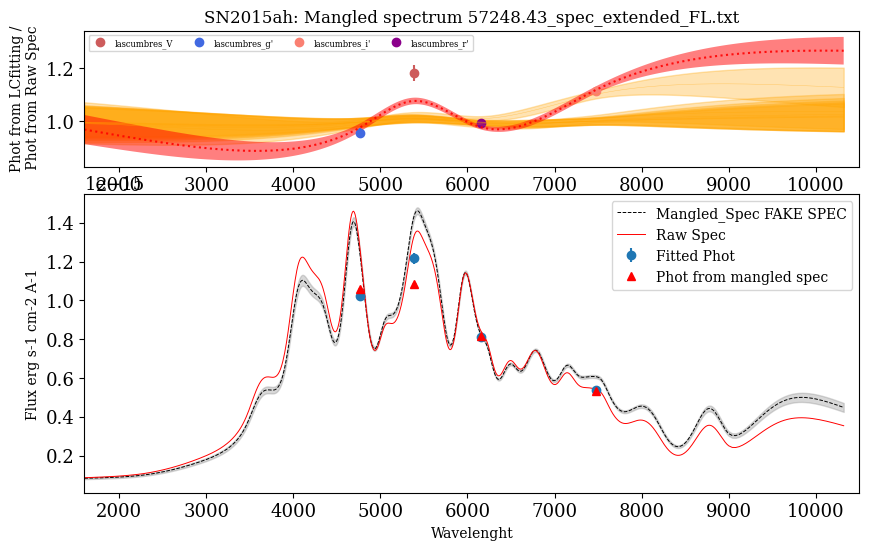 SN2015ah: Mangled spectrum 57248.43_spec_extended_FL.txt
Phot from LCfitting /
Phot from Raw Spec
lascumbres_V
lascumbres_g'
lascumbres_i'
lascumbres_r'
1.2
1.0
2000 3000 4000 5000 6000 7000 8000 9000 10000
Flux erg s-1 cm-2 A-1
1.4
1.2
1.0
0.8
0.6
0.4
0.2
Mangled_Spec FAKE SPEC
Raw Spec
Fitted Phot
Phot from mangled spec
2000 3000 4000 5000 6000 7000 8000 9000 10000
Wavelenght